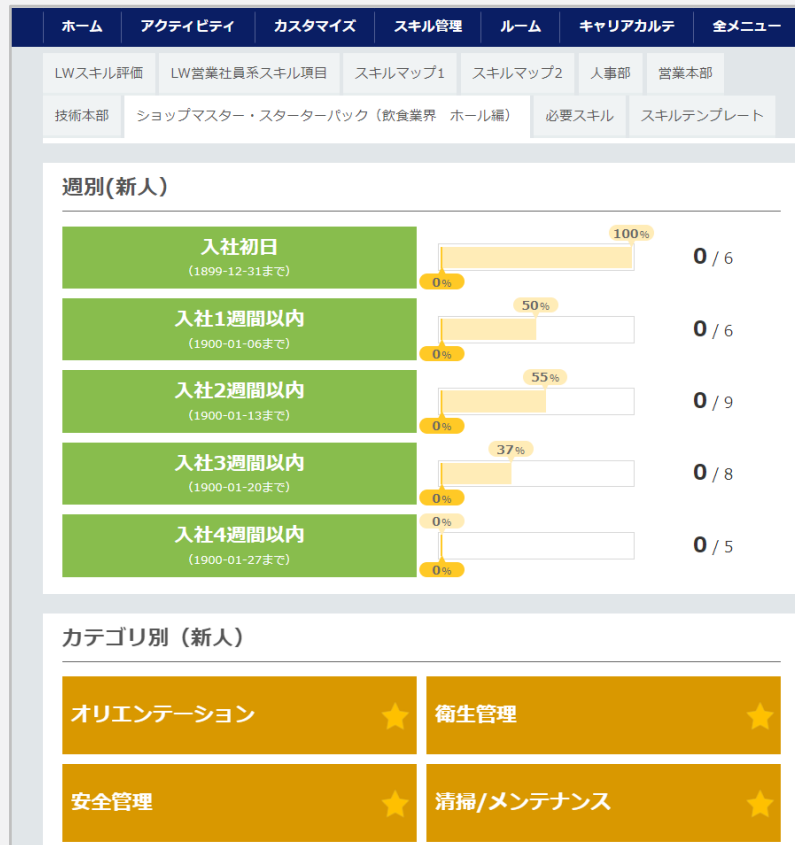 ホーム アクティビティ カスタマイズ スキル管理 ルーム キャリアカルテ 全メニュー
LWスキル評価 LW営業社員系スキル項目 スキルマップ1 スキルマップ2 人事部 営業本部
技術本部 ショップマスター・スターターパック（飲食業界　ホール編） 必要スキル スキルテンプレート
週別(新人）
100%
入社初日 0 / 6
（1899-12-31まで）
0%
50%
入社1週間以内 0 / 6
（1900-01-06まで）
0%
55%
入社2週間以内 0 / 9
（1900-01-13まで）
0%
37%
入社3週間以内 0 / 8
（1900-01-20まで）
0%
0%
入社4週間以内 0 / 5
（1900-01-27まで）
0%
カテゴリ別（新人）
オリエンテーション 衛生管理
安全管理 清掃/メンテナンス